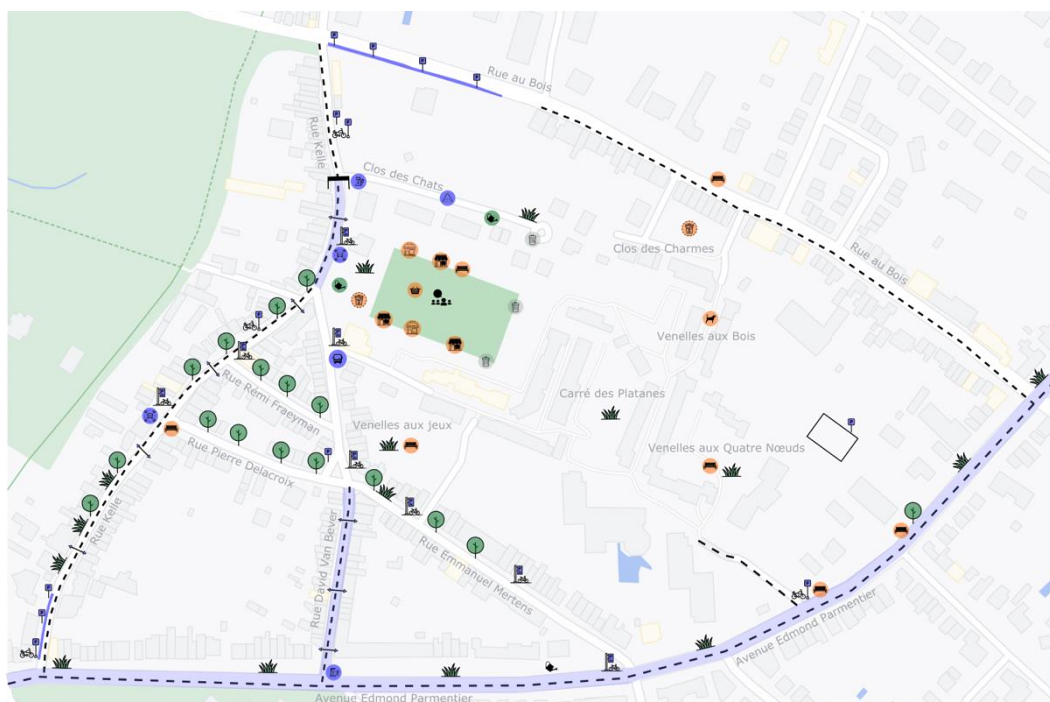 Rue au Bois
Rue Kelle
Clos des Chats
Clos des Charmes
Rue au Bois
Venelles aux Bois
Rue Rémi Fraeyman
Carré des Platanes
Venelles aux jeux
Rue Pierre Delacroix
Venelles aux Quatre Nœuds
Rue Kelle
Rue David Van Bever
Rue Emmanuel Mertens
Avenue Edmond Parmentier
Avenue Edmond Parmentier